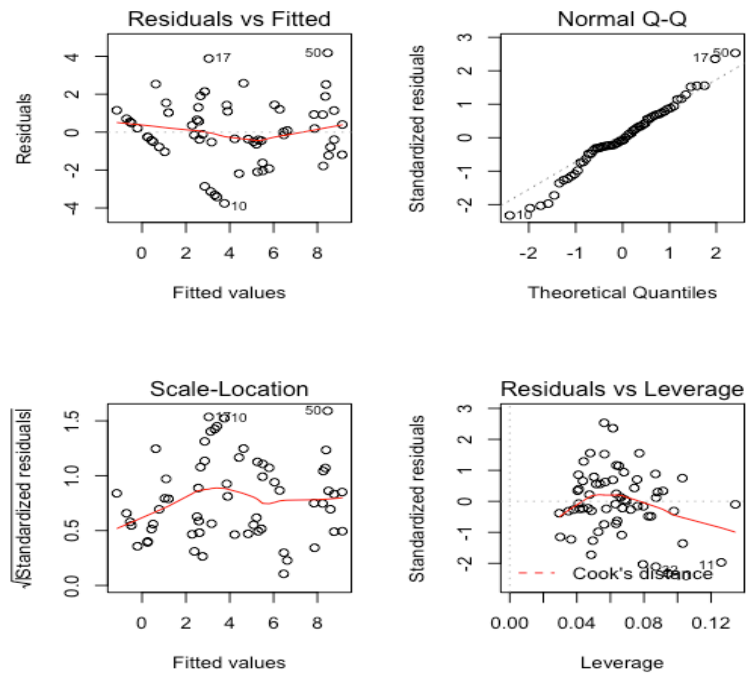 Residuals vs Fitted
Residuals
4
2
0
-2
-4
17
50
10
0 2 4 6 8
Fitted values
Normal Q-Q
Standardized residuals
3
2
1
0
-1
-2
17
50
10
-2 -1 0 1 2
Theoretical Quantiles
Scale-Location
√|Standardized residuals|
1.5
1.0
0.5
0.0
17
10
50
0 2 4 6 8
Fitted values
Residuals vs Leverage
Standardized residuals
3
2
1
0
-1
-2
11
Cook's distance
0.00 0.04 0.08 0.12
Leverage